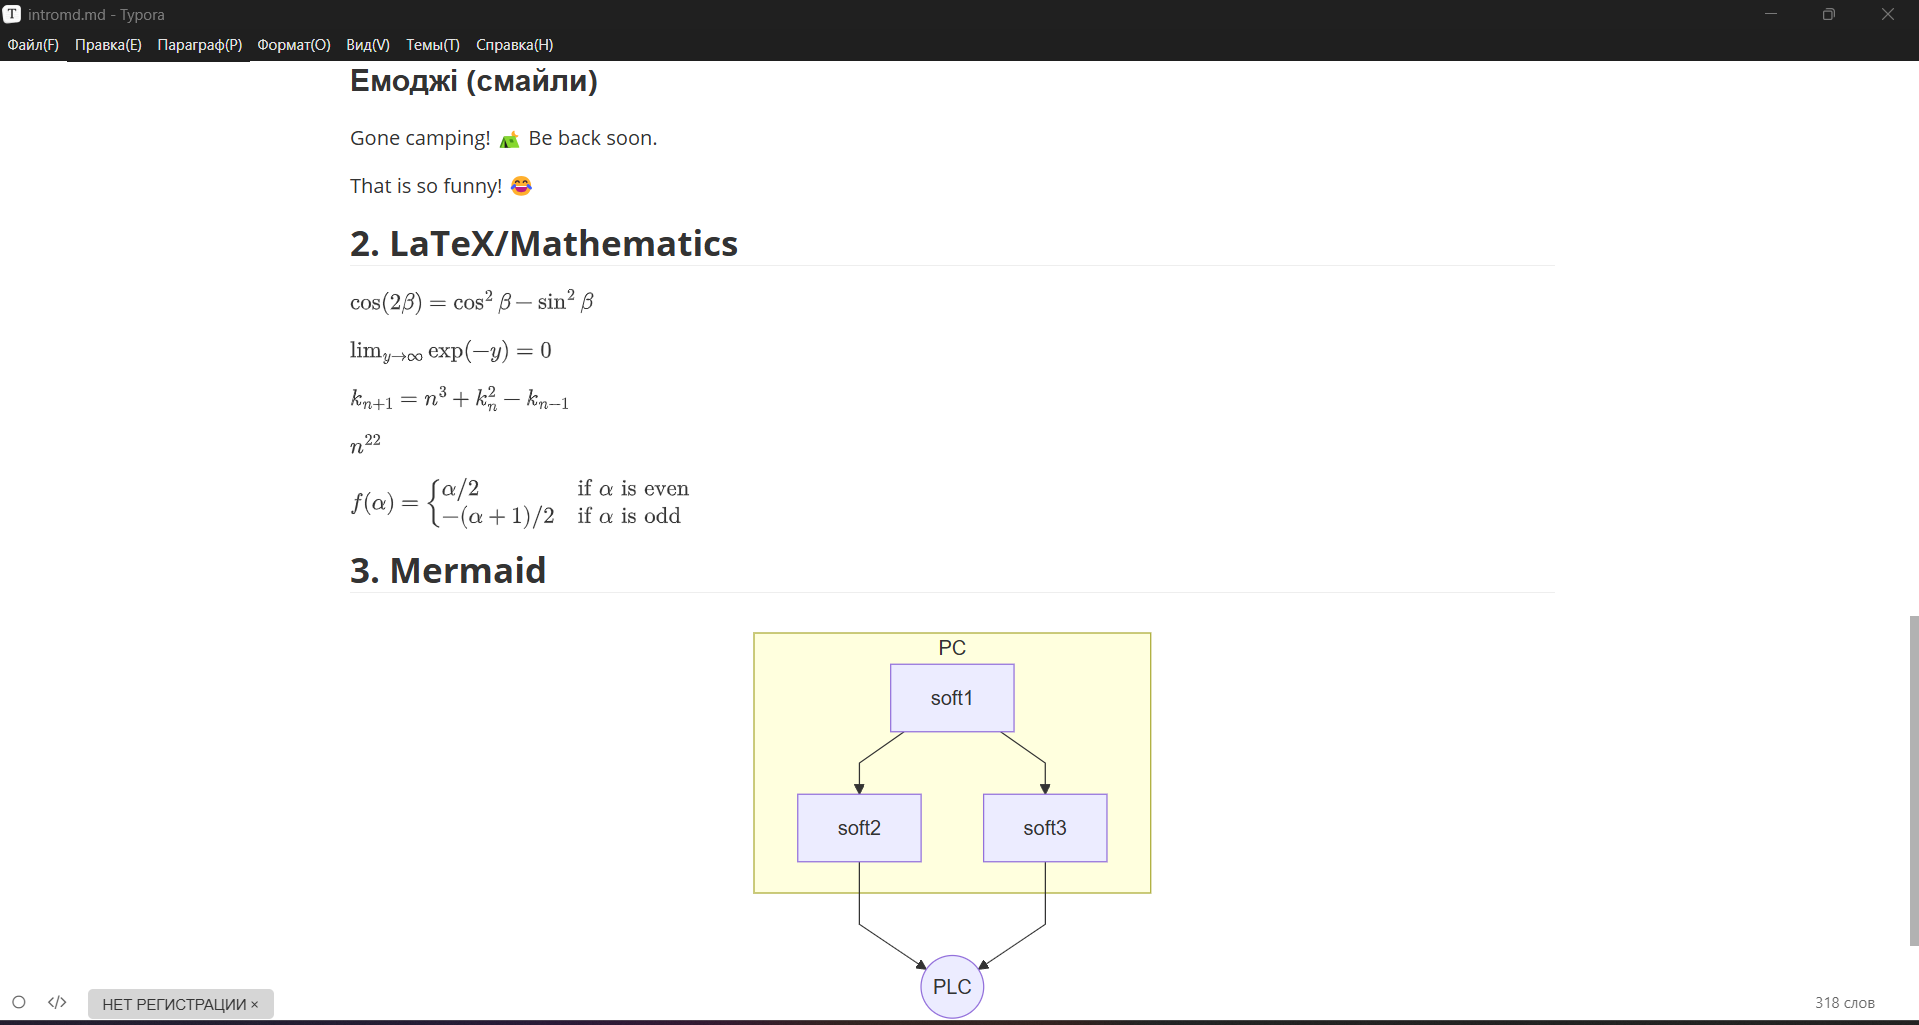 intromd.md - Typora
Файл(F) Правка(E) Параграф(P) Формат(O) Вид(V) Темы(T) Справка(H)
Емоджі (смайли)
Gone camping! ⛺ Be back soon.
That is so funny! 😂
2. LaTeX/Mathematics
cos(2β) = cos² β − sin² β
lim_{y→∞} exp(−y) = 0
k_{n+1} = n³ + k_n² − k_{n−1}
n²²
f(α) = { α/2 if α is even
−(α + 1)/2 if α is odd
3. Mermaid
PC
soft1
soft2 soft3
PLC
НЕТ РЕГИСТРАЦИИ × 318 слов